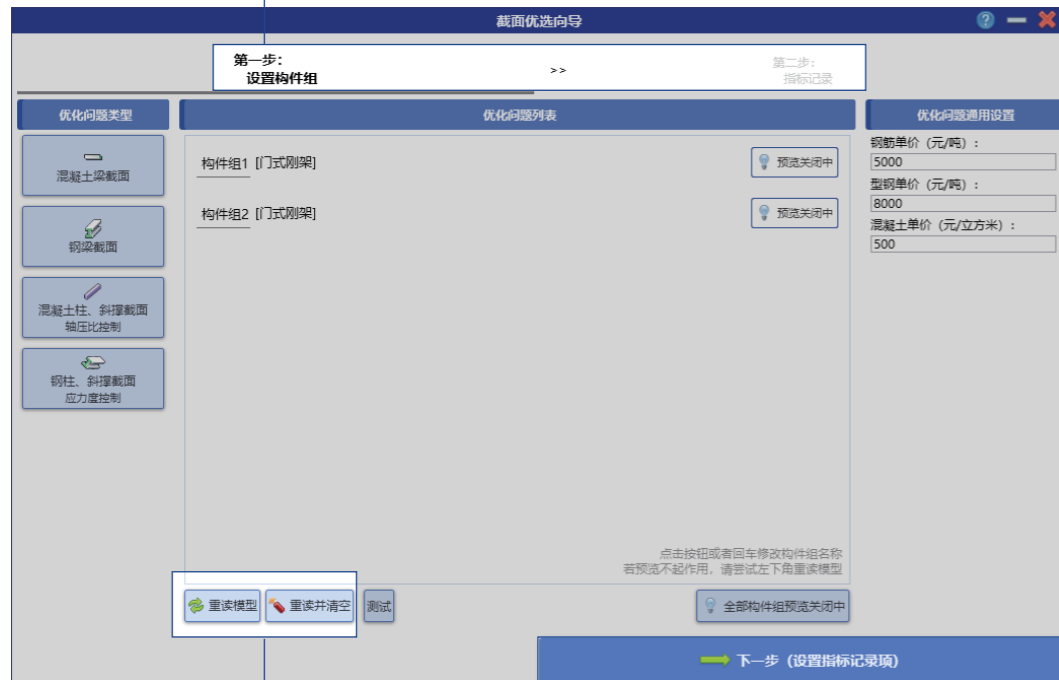 截面优选向导
第一步：
设置构件组
>>
第二步：
指标记录
优化问题类型
优化问题列表
优化问题通用设置
混凝土梁截面
钢梁截面
混凝土柱、斜撑截面
轴压比控制
钢柱、斜撑截面
应力度控制
构件组1 [门式刚架]
预览关闭中
构件组2 [门式刚架]
预览关闭中
钢筋单价（元/吨）：
5000
型钢单价（元/吨）：
8000
混凝土单价（元/立方米）：
500
点击按钮或者回车修改构件组名称
若预览不起作用，请尝试左下角重读模型
重读模型
重读并清空
测试
全部构件组预览关闭中
下一步（设置指标记录项）